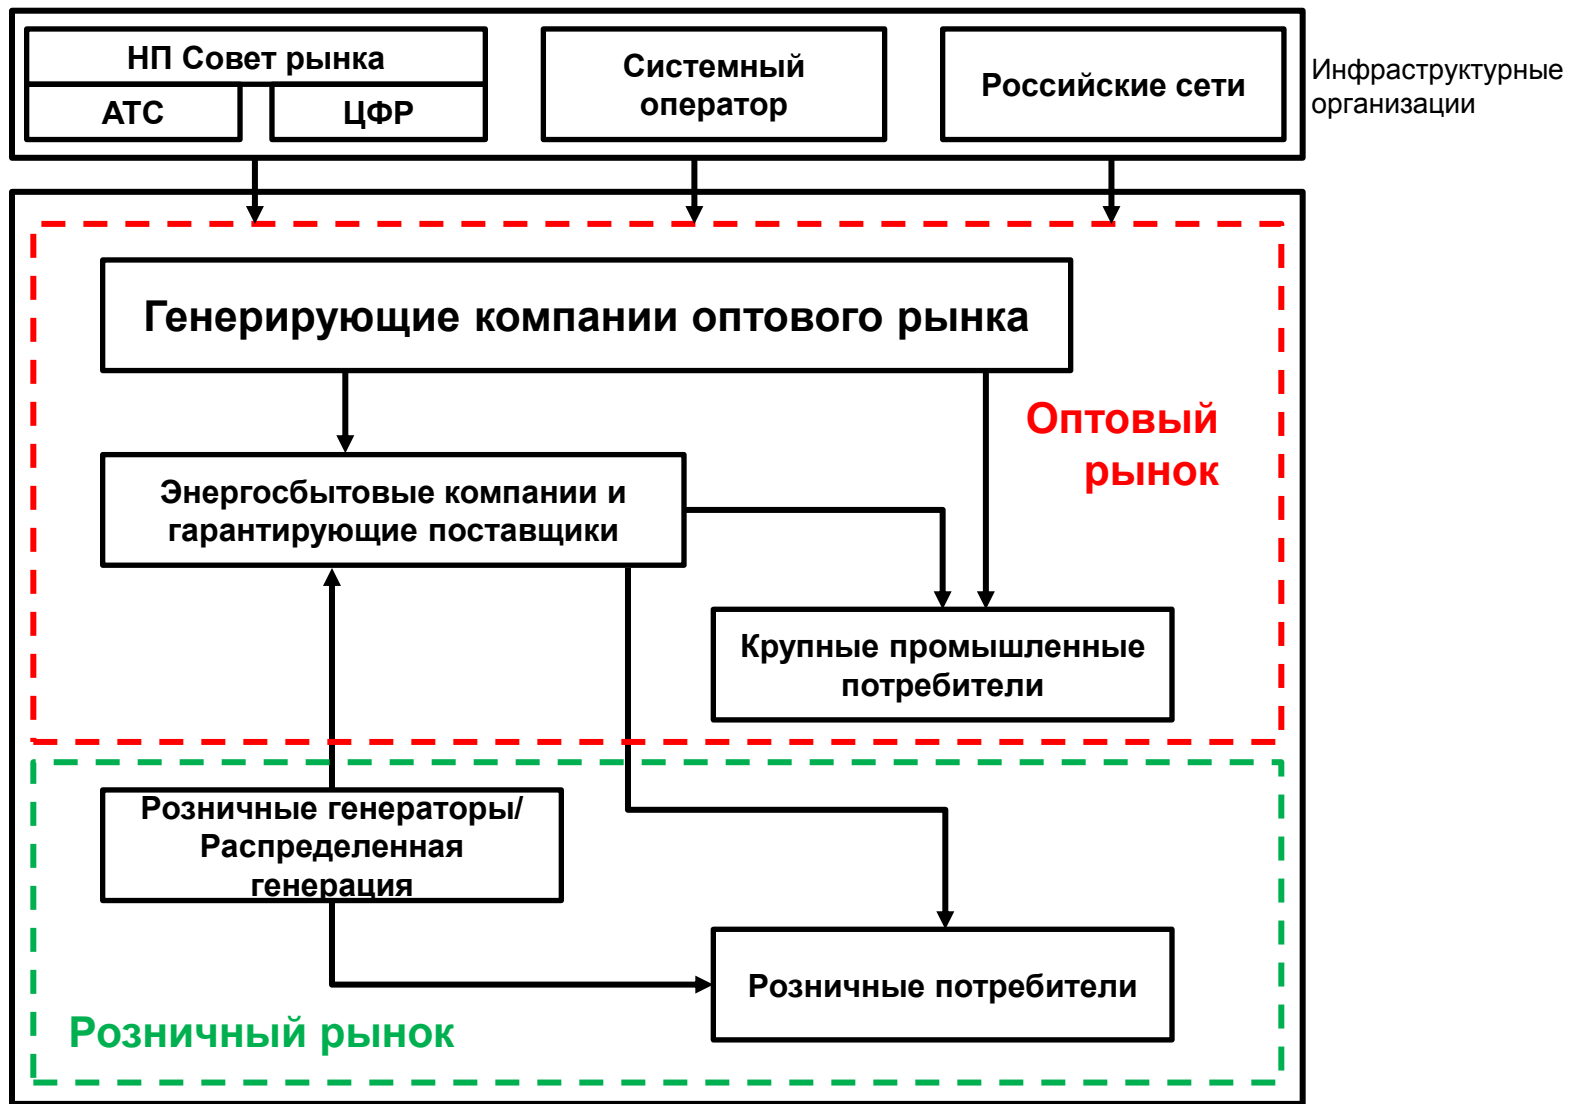 НП Совет рынка
АТС
ЦФР
Системный
оператор
Российские сети
Инфраструктурные
организации
Генерирующие компании оптового рынка
Оптовый
рынок
Энергосбытовые компании и
гарантирующие поставщики
Крупные промышленные
потребители
Розничные генераторы/
Распределенная
генерация
Розничные потребители
Розничный рынок